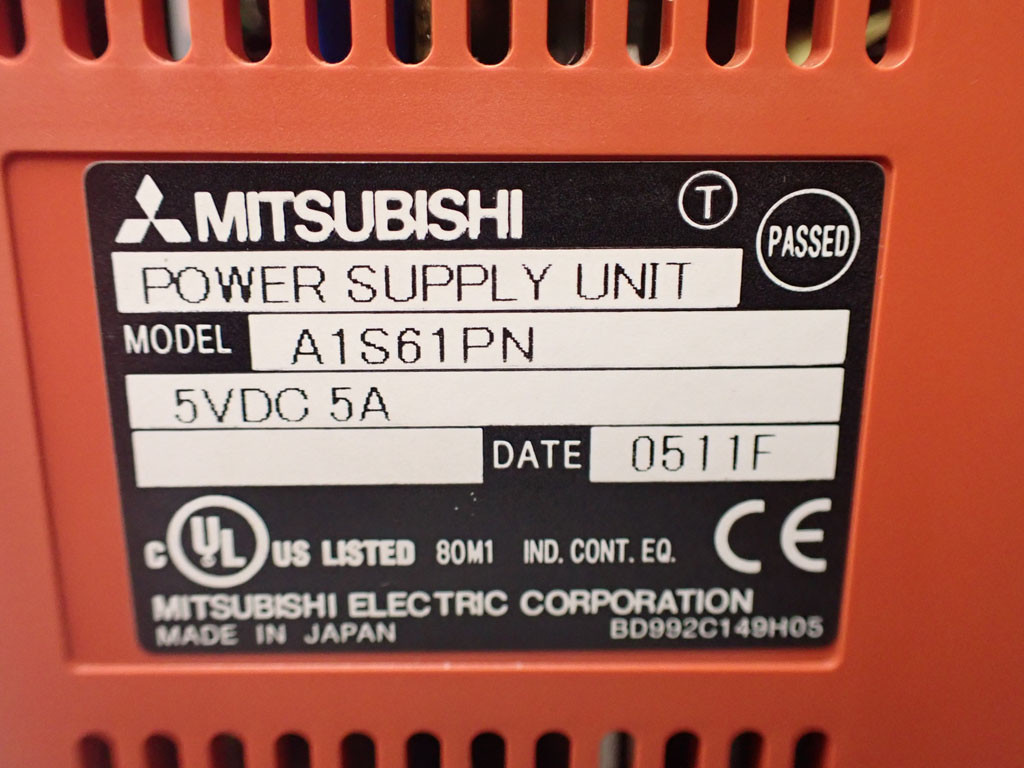 MITSUBISHI
T
PASSED
POWER SUPPLY UNIT
MODEL A1S61PN
5VDC 5A
DATE 0511F
C UL US LISTED 80M1 IND. CONT. EQ. CE
MITSUBISHI ELECTRIC CORPORATION
MADE IN JAPAN BD992C149H05